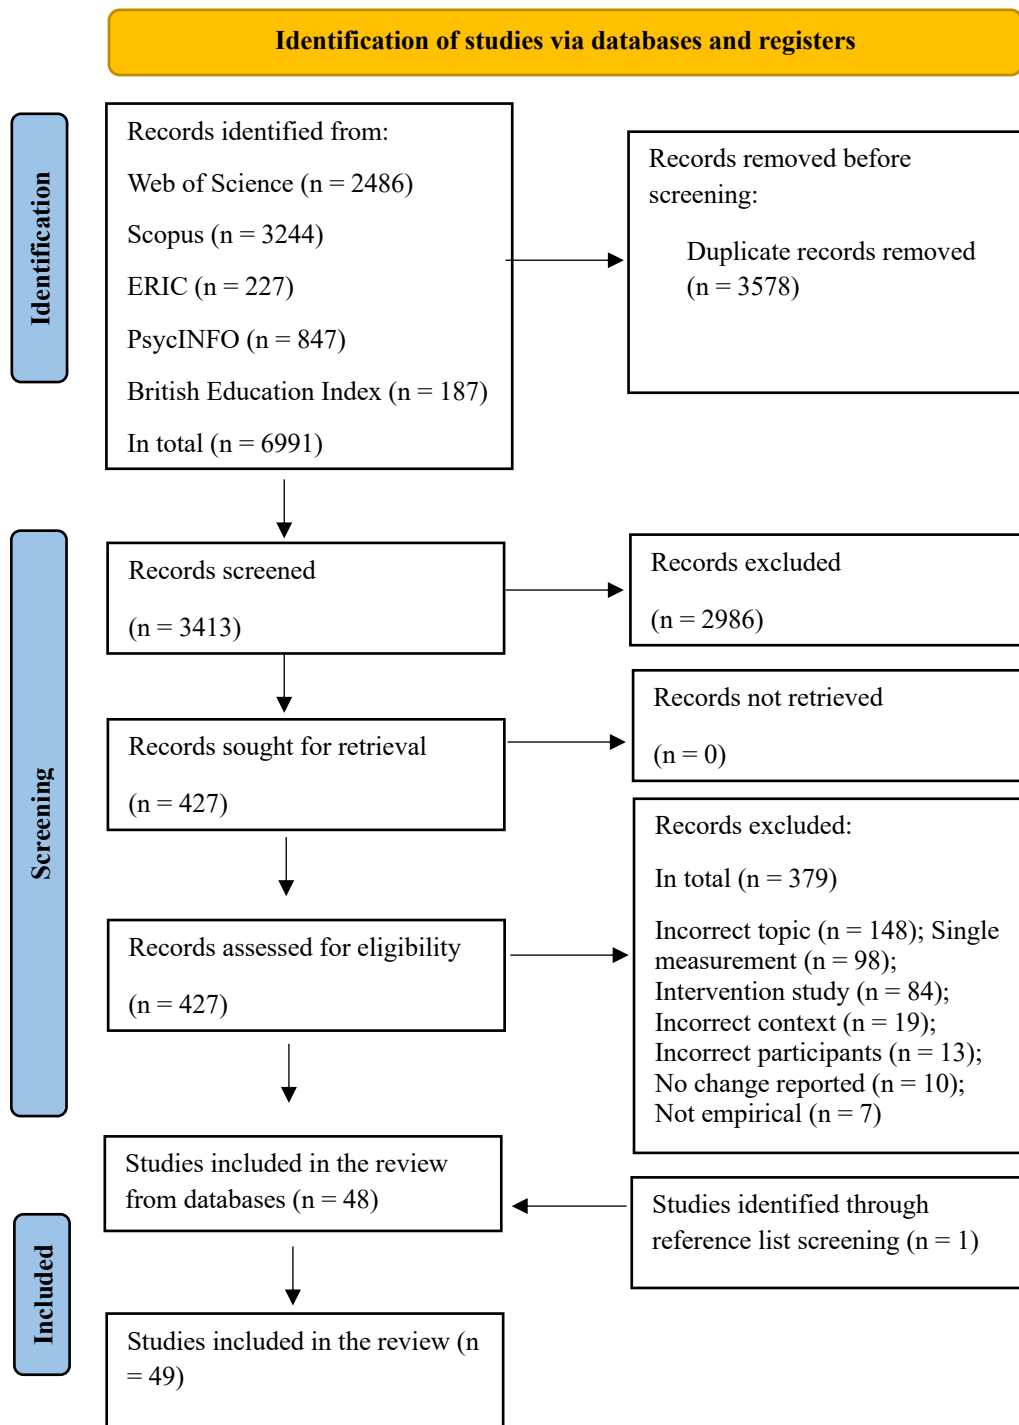 Identification of studies via databases and registers
Identification
Records identified from:
Web of Science (n = 2486)
Scopus (n = 3244)
ERIC (n = 227)
PsycINFO (n = 847)
British Education Index (n = 187)
In total (n = 6991)
Records removed before
screening:
Duplicate records removed
(n = 3578)
Screening
Records screened
(n = 3413)
Records excluded
(n = 2986)
Records sought for retrieval
(n = 427)
Records not retrieved
(n = 0)
Records assessed for eligibility
(n = 427)
Records excluded:
In total (n = 379)
Incorrect topic (n = 148); Single
measurement (n = 98);
Intervention study (n = 84);
Incorrect context (n = 19);
Incorrect participants (n = 13);
No change reported (n = 10);
Not empirical (n = 7)
Included
Studies included in the review
from databases (n = 48)
Studies identified through
reference list screening (n = 1)
Studies included in the review (n
= 49)